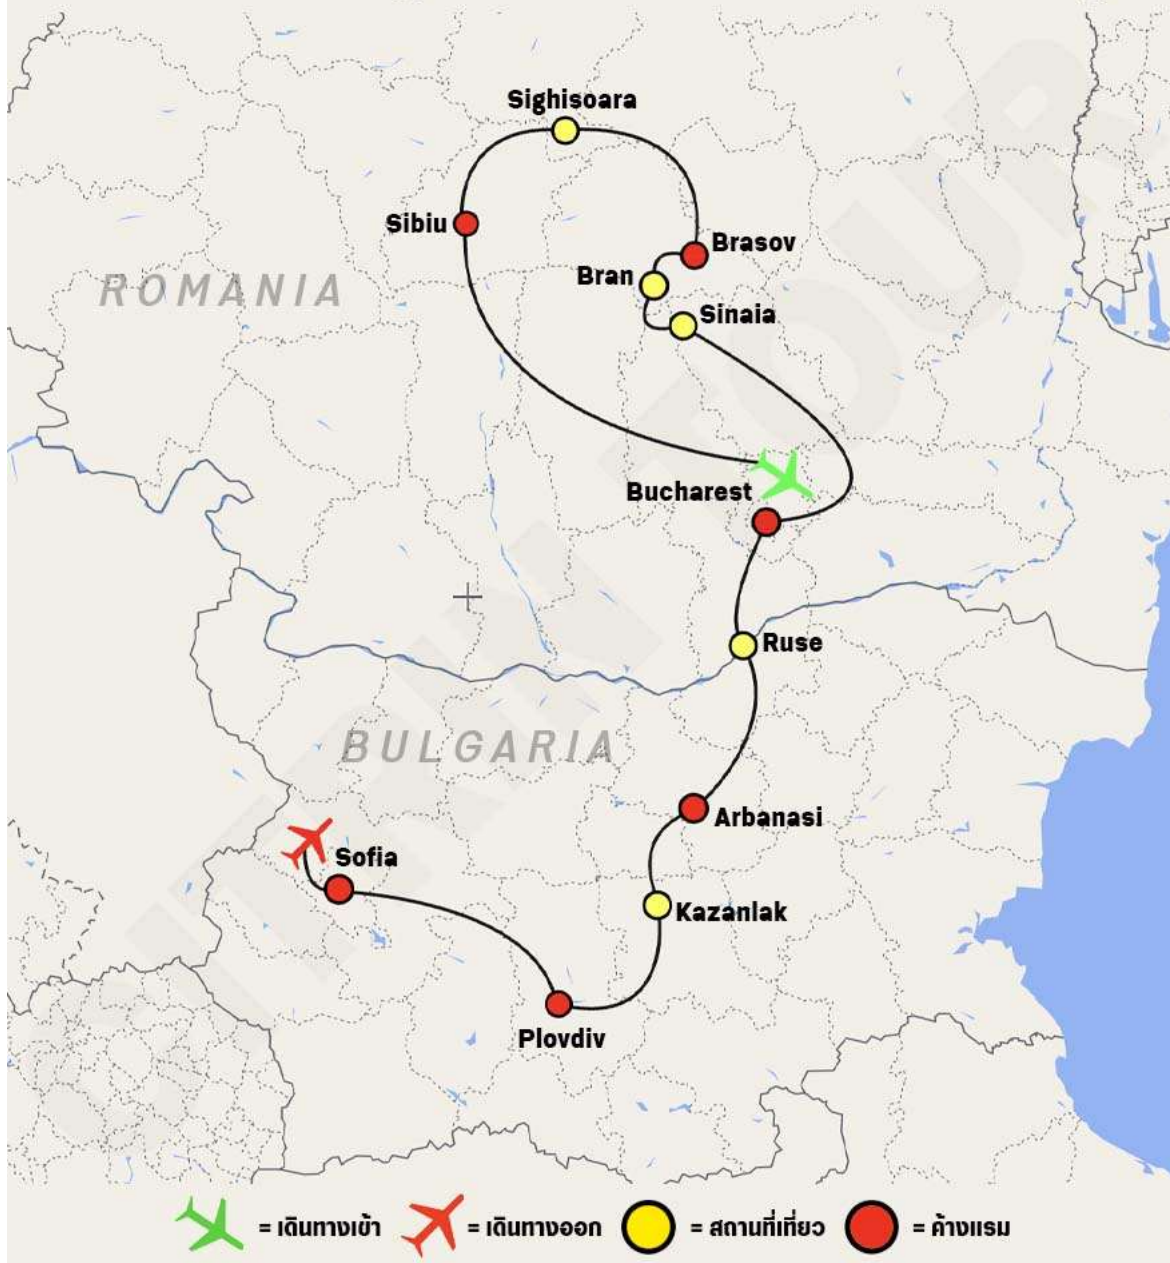 Sighisoara
Sibiu
Brasov
Bran
ROMANIA
Sinaia
Bucharest
Ruse
BULGARIA
Arbanasi
Sofia
Kazanlak
Plovdiv
= เดินทางเข้า = เดินทางออก = สถานที่เที่ยว = ค้างแรม